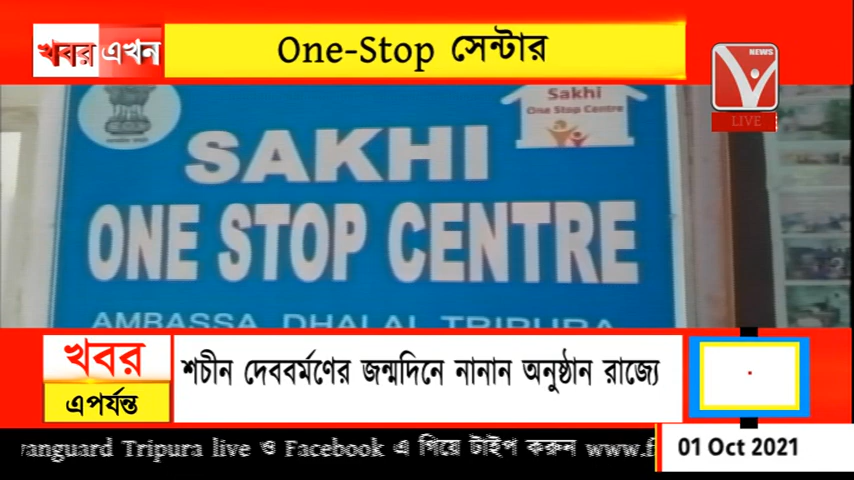 খবর এখন
One-Stop সেন্টার
NEWS
LIVE
Sakhi
One Stop Centre
SAKHI
ONE STOP CENTRE
AMBASSA, DHALAI, TRIPURA
খবর
এপর্যন্ত
শচীন দেববর্মণের জন্মদিনে নানান অনুষ্ঠান রাজ্যে
vanguard Tripura live ও Facebook এ গিয়ে টাইপ করুন www.f
01 Oct 2021